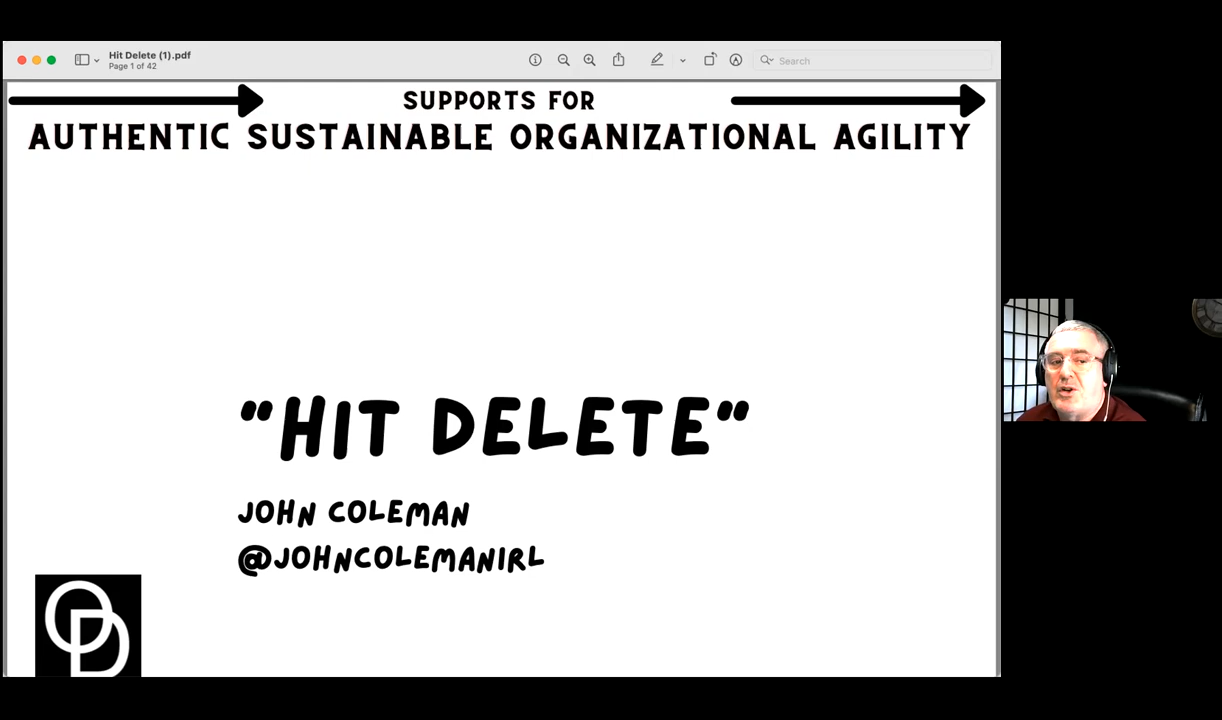 Hit Delete (1).pdf
Page 1 of 42
Search
SUPPORTS FOR
AUTHENTIC SUSTAINABLE ORGANIZATIONAL AGILITY
"HIT DELETE"
JOHN COLEMAN
@JOHNCOLEMANIRL
OD